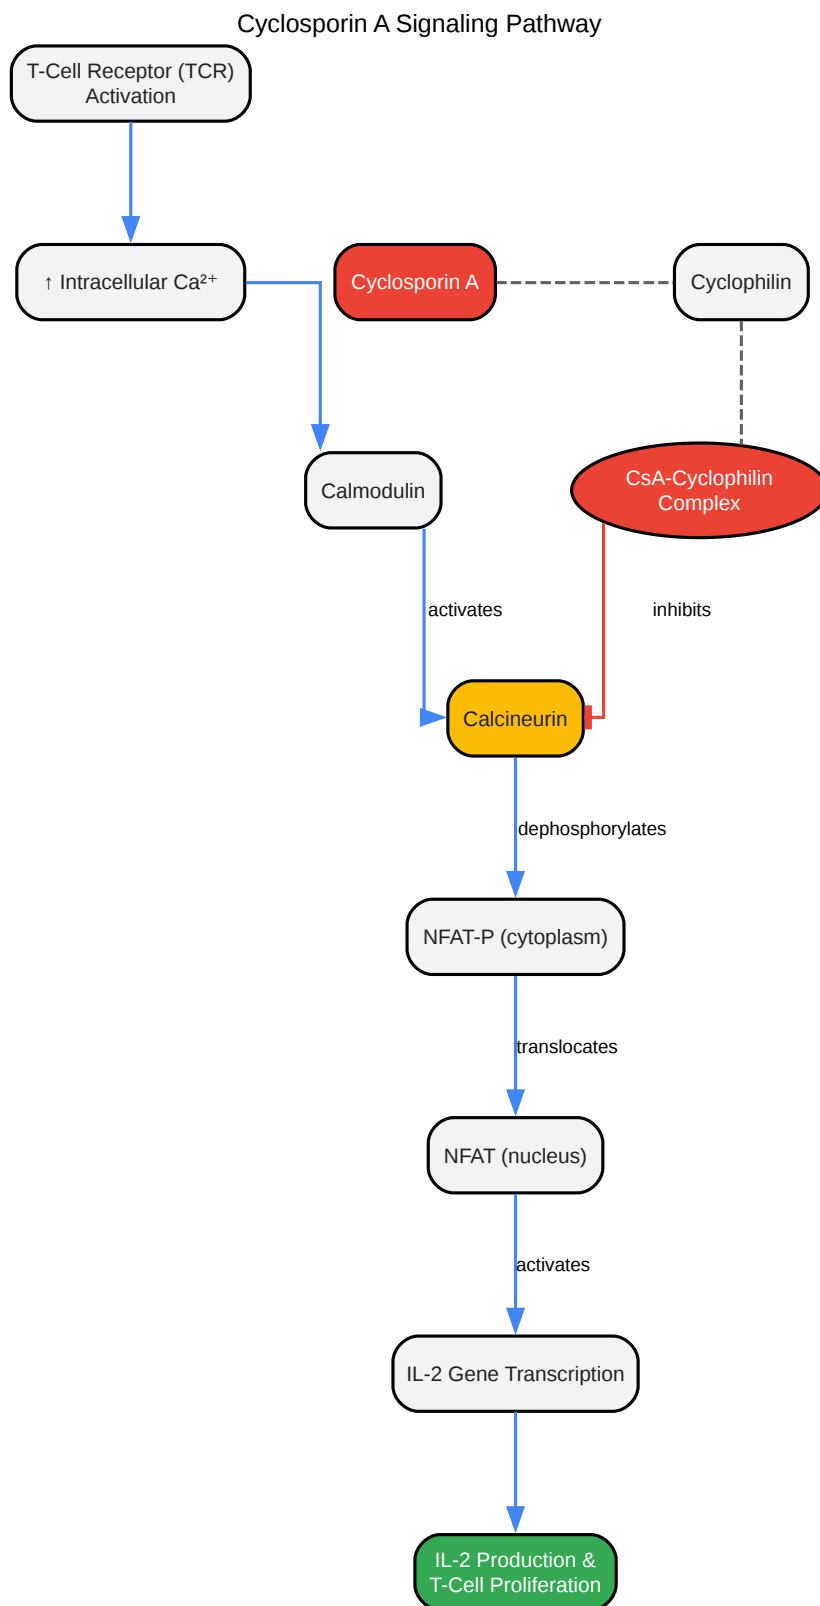 Cyclosporin A Signaling Pathway
T-Cell Receptor (TCR)
Activation
↑ Intracellular Ca²⁺
Cyclosporin A
Cyclophilin
Calmodulin
CsA-Cyclophilin
Complex
activates
inhibits
Calcineurin
dephosphorylates
NFAT-P (cytoplasm)
translocates
NFAT (nucleus)
activates
IL-2 Gene Transcription
IL-2 Production &
T-Cell Proliferation